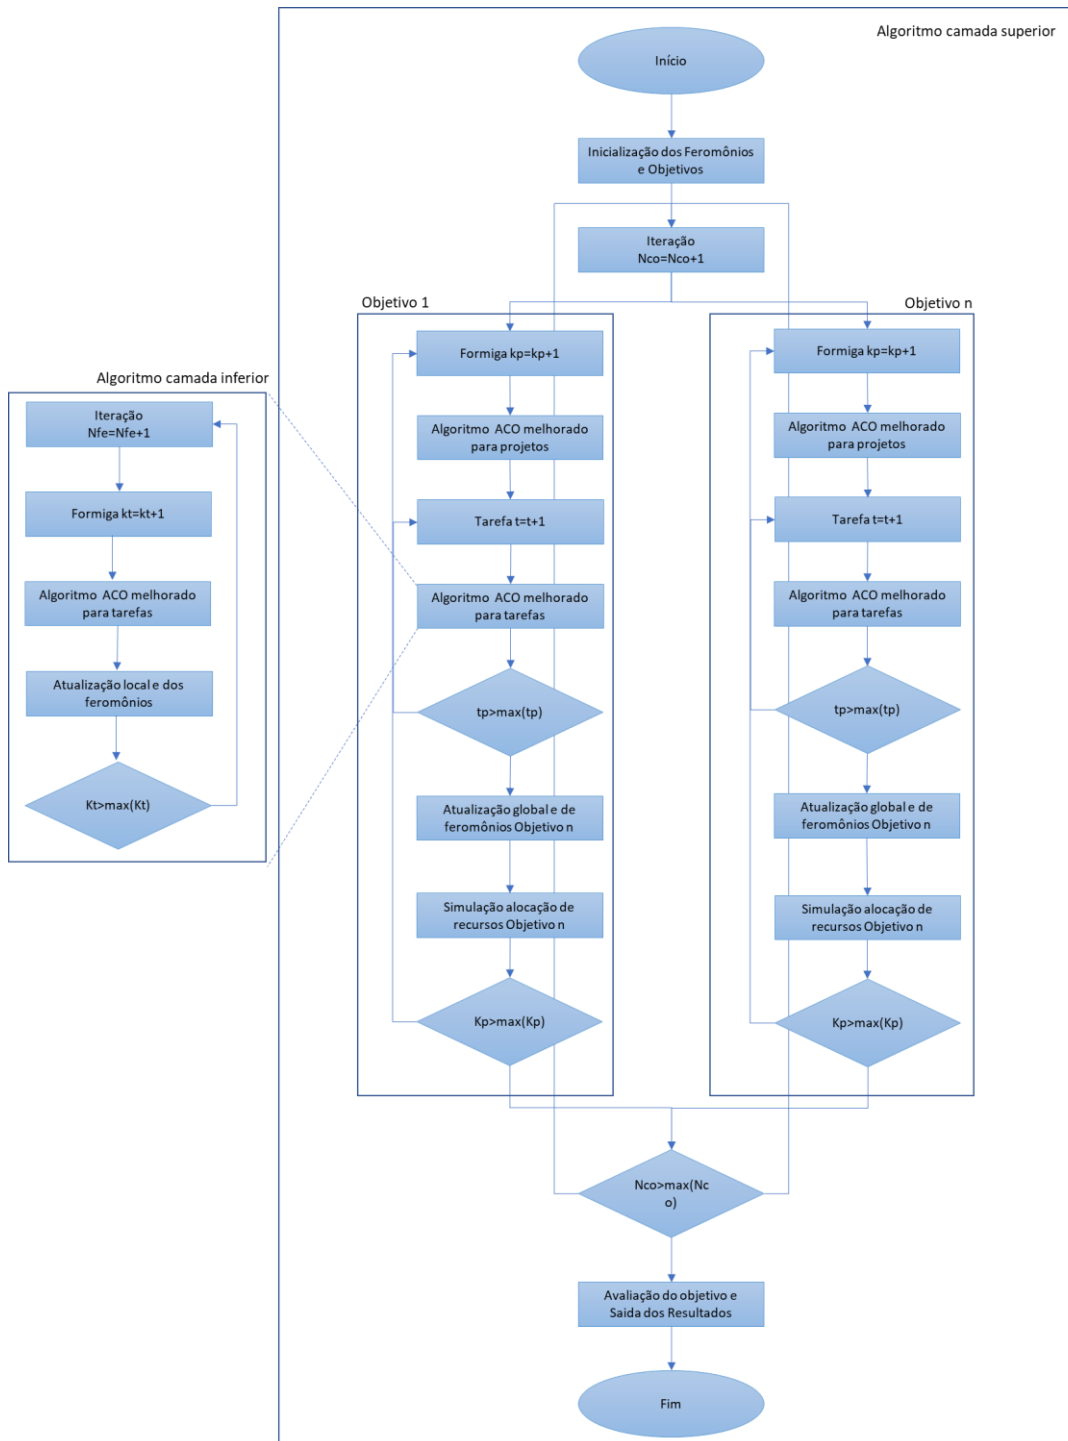 Algoritmo camada superior
Início
Inicialização dos Feromônios
e Objetivos
Iteração
Nco=Nco+1
Objetivo 1
Formiga kp=kp+1
Algoritmo ACO melhorado
para projetos
Tarefa t=t+1
Algoritmo ACO melhorado
para tarefas
tp>max(tp)
Atualização global e de
feromônios Objetivo n
Simulação alocação de
recursos Objetivo n
Kp>max(Kp)
Objetivo n
Formiga kp=kp+1
Algoritmo ACO melhorado
para projetos
Tarefa t=t+1
Algoritmo ACO melhorado
para tarefas
tp>max(tp)
Atualização global e de
feromônios Objetivo n
Simulação alocação de
recursos Objetivo n
Kp>max(Kp)
Algoritmo camada inferior
Iteração
Nfe=Nfe+1
Formiga kt=kt+1
Algoritmo ACO melhorado
para tarefas
Atualização local e dos
feromônios
Kt>max(Kt)
Nco>max(Nc
o)
Avaliação do objetivo e
Saida dos Resultados
Fim